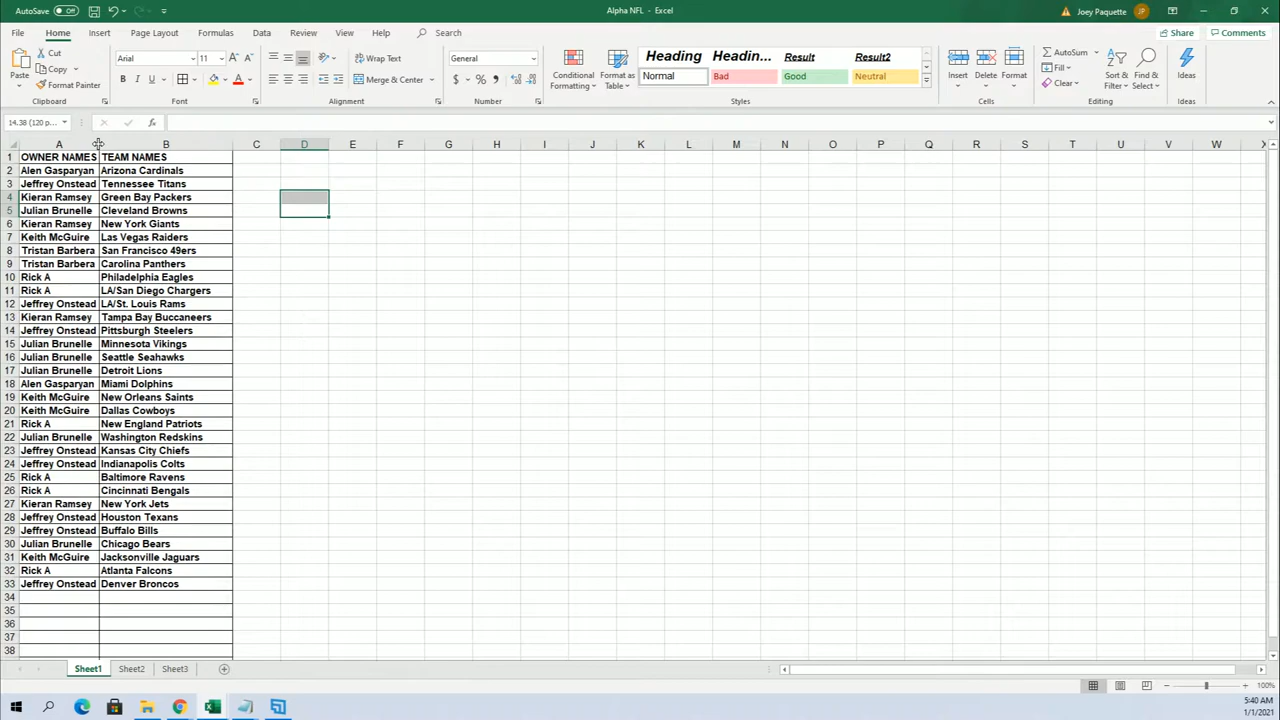 AutoSave Off Alpha NFL - Excel Joey Paquette JP
File Home Insert Page Layout Formulas Data Review View Help Search Share Comments
Paste Cut Copy Format Painter Clipboard
Arial 11 A A B I U A Font
ab Wrap Text Merge & Center Alignment
General $ % , Number
Conditional Formatting Format as Table
Heading Headin... Result Result2
Normal Bad Good Neutral
Styles
Insert Delete Format Cells
AutoSum Fill Clear Sort & Filter Find & Select Editing
Ideas Ideas
14.38 (120 p... fx
A B C D E F G H I J K L M N O P Q R S T U V W X
1 OWNER NAMES TEAM NAMES
2 Alen Gasparyan Arizona Cardinals
3 Jeffrey Onstead Tennessee Titans
4 Kieran Ramsey Green Bay Packers
5 Julian Brunelle Cleveland Browns
6 Kieran Ramsey New York Giants
7 Keith McGuire Las Vegas Raiders
8 Tristan Barbera San Francisco 49ers
9 Tristan Barbera Carolina Panthers
10 Rick A Philadelphia Eagles
11 Rick A LA/San Diego Chargers
12 Jeffrey Onstead LA/St. Louis Rams
13 Kieran Ramsey Tampa Bay Buccaneers
14 Jeffrey Onstead Pittsburgh Steelers
15 Julian Brunelle Minnesota Vikings
16 Julian Brunelle Seattle Seahawks
17 Julian Brunelle Detroit Lions
18 Alen Gasparyan Miami Dolphins
19 Keith McGuire New Orleans Saints
20 Keith McGuire Dallas Cowboys
21 Rick A New England Patriots
22 Julian Brunelle Washington Redskins
23 Jeffrey Onstead Kansas City Chiefs
24 Jeffrey Onstead Indianapolis Colts
25 Rick A Baltimore Ravens
26 Rick A Cincinnati Bengals
27 Kieran Ramsey New York Jets
28 Jeffrey Onstead Houston Texans
29 Jeffrey Onstead Buffalo Bills
30 Julian Brunelle Chicago Bears
31 Keith McGuire Jacksonville Jaguars
32 Rick A Atlanta Falcons
33 Jeffrey Onstead Denver Broncos
34
35
36
37
38
Sheet1 Sheet2 Sheet3
100%
5:40 AM
1/1/2021